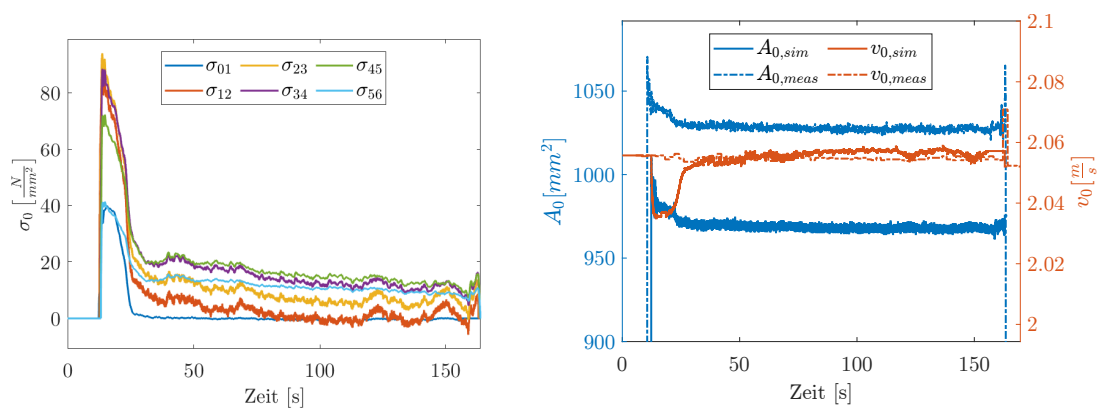 σ₀₁ σ₂₃ σ₄₅
σ₁₂ σ₃₄ σ₅₆
80
60
40
20
0
σ₀ [N/mm²]
0 50 100 150
Zeit [s]
A₀,sim v₀,sim
A₀,meas v₀,meas
1050
1000
950
900
A₀ [mm²]
2.1
2.08
2.06
2.04
2.02
2
v₀ [m/s]
0 50 100 150
Zeit [s]